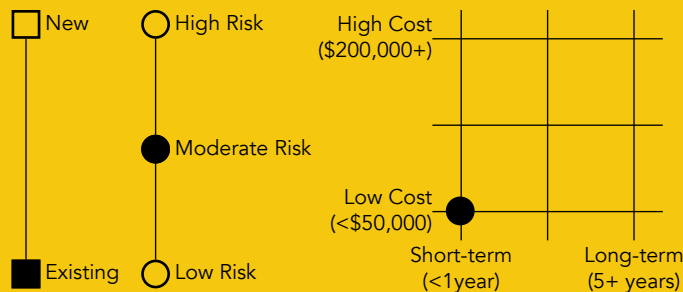 New
Existing
High Risk
Moderate Risk
Low Risk
High Cost
($200,000+)
Low Cost
(<$50,000)
Short-term
(<1year)
Long-term
(5+ years)